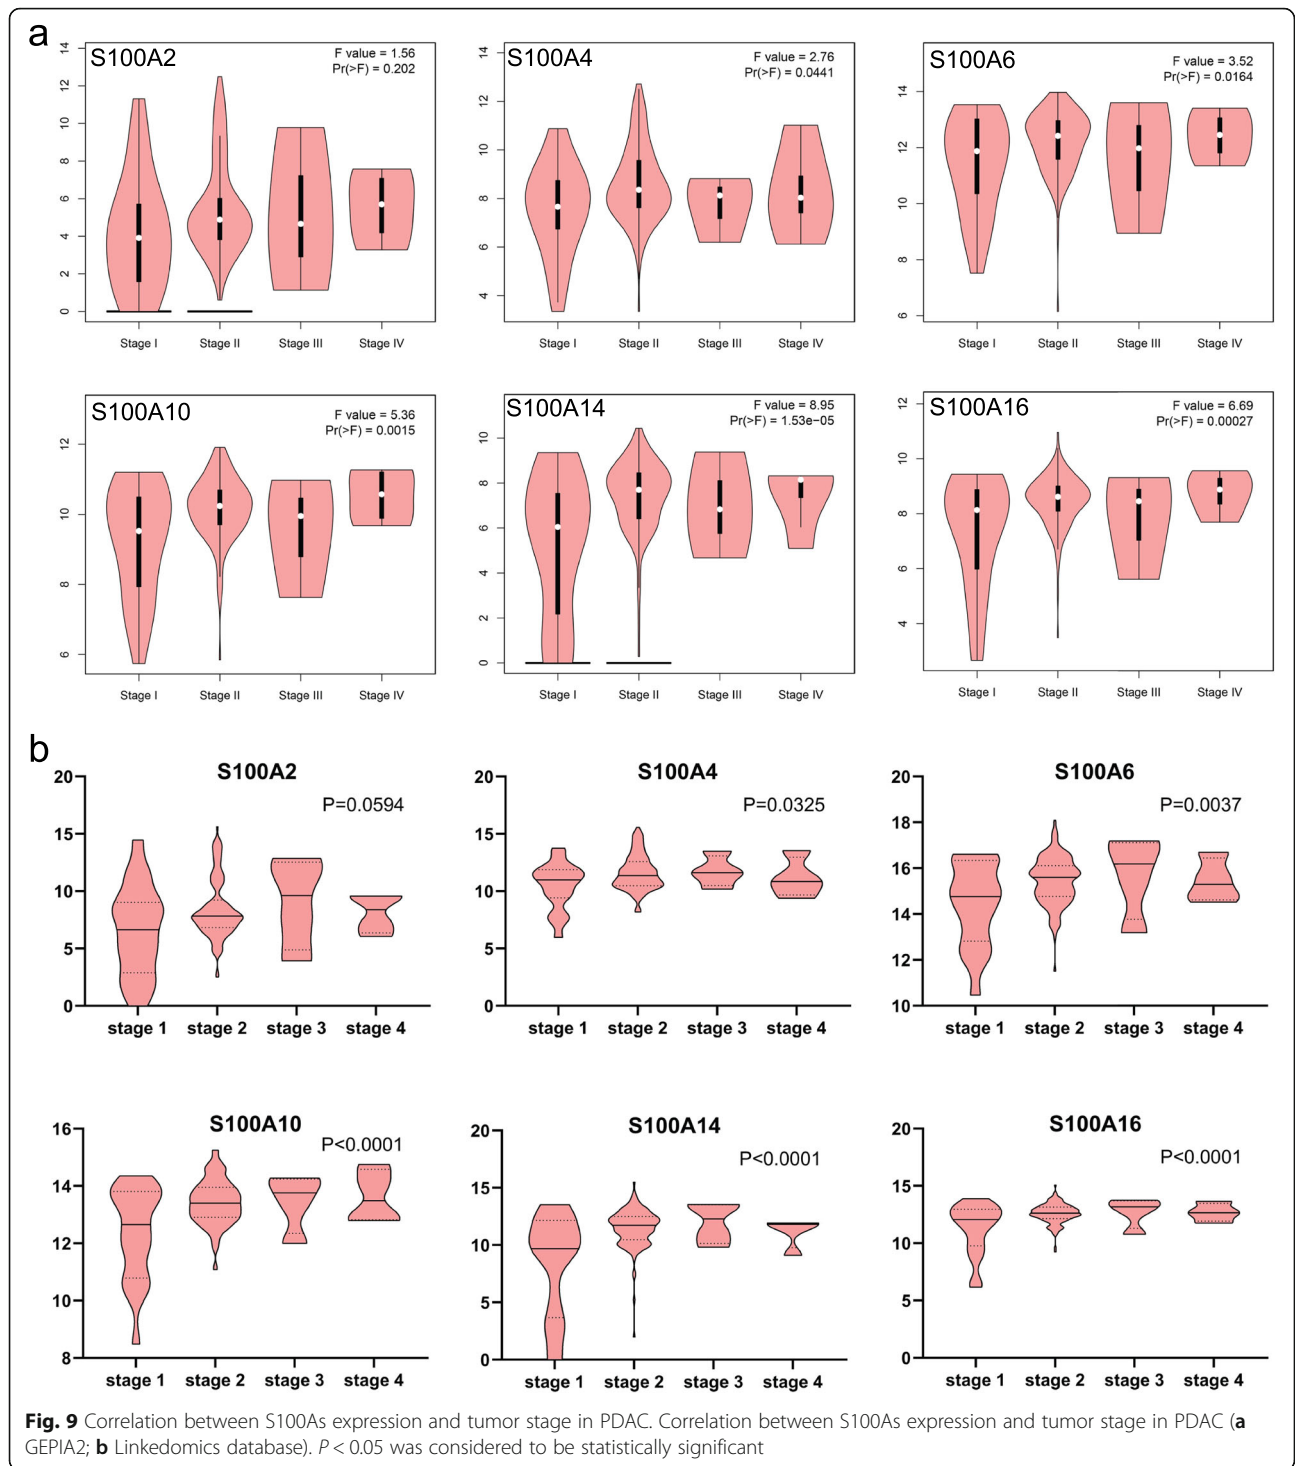 a
S100A2
F value = 1.56
Pr(>F) = 0.202
14
12
10
8
6
4
2
0
Stage I Stage II Stage III Stage IV
S100A4
F value = 2.76
Pr(>F) = 0.0441
14
12
10
8
6
4
Stage I Stage II Stage III Stage IV
S100A6
F value = 3.52
Pr(>F) = 0.0164
14
12
10
8
6
Stage I Stage II Stage III Stage IV
S100A10
F value = 5.36
Pr(>F) = 0.0015
12
10
8
6
Stage I Stage II Stage III Stage IV
S100A14
F value = 8.95
Pr(>F) = 1.53e−05
10
8
6
4
2
0
Stage I Stage II Stage III Stage IV
S100A16
F value = 6.69
Pr(>F) = 0.00027
12
10
8
6
4
Stage I Stage II Stage III Stage IV
b
S100A2
P=0.0594
20
15
10
5
0
stage 1 stage 2 stage 3 stage 4
S100A4
P=0.0325
20
15
10
5
0
stage 1 stage 2 stage 3 stage 4
S100A6
P=0.0037
20
18
16
14
12
10
stage 1 stage 2 stage 3 stage 4
S100A10
P<0.0001
16
14
12
10
8
stage 1 stage 2 stage 3 stage 4
S100A14
P<0.0001
20
15
10
5
0
stage 1 stage 2 stage 3 stage 4
S100A16
P<0.0001
20
15
10
5
0
stage 1 stage 2 stage 3 stage 4
Fig. 9 Correlation between S100As expression and tumor stage in PDAC. Correlation between S100As expression and tumor stage in PDAC (a
GEPIA2; b Linkedomics database). P < 0.05 was considered to be statistically significant